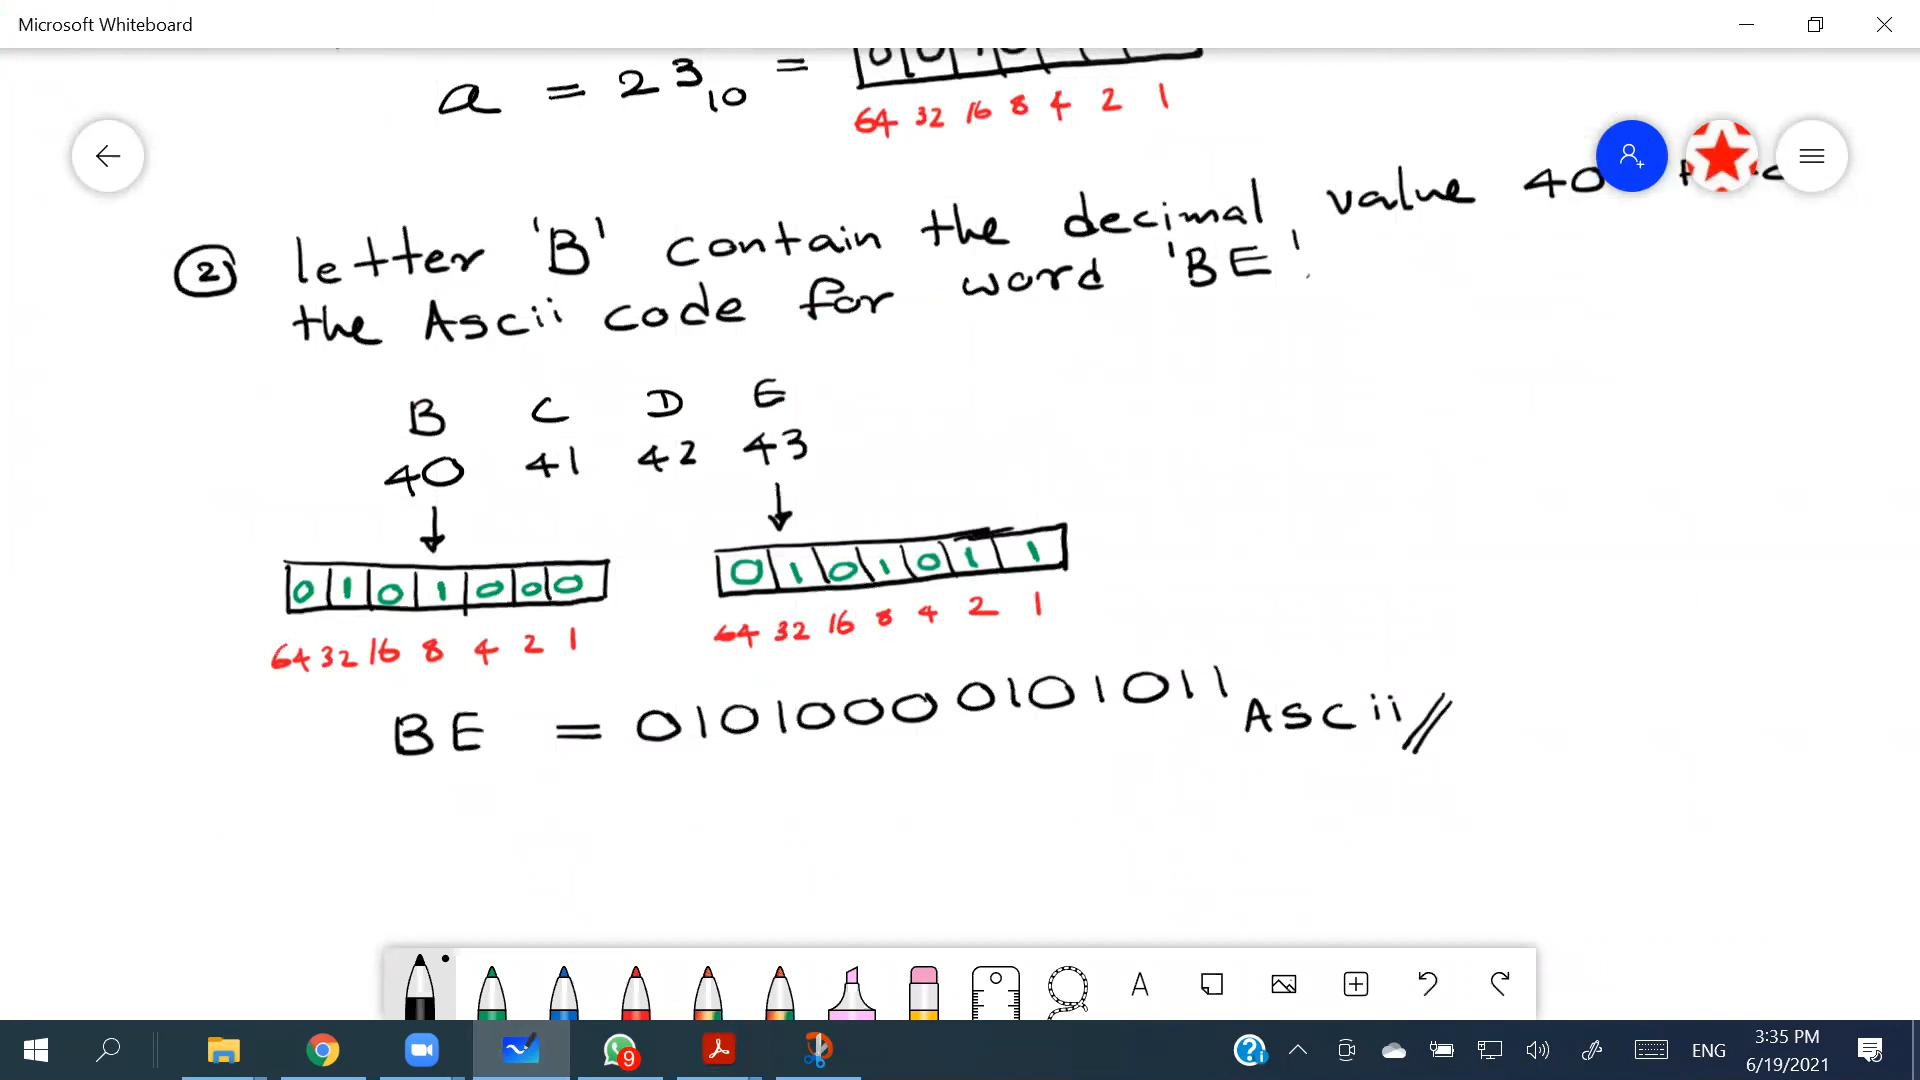 Microsoft Whiteboard
a = 23 10 =
64 32 16 8 4 2 1
② letter 'B' contain the decimal value 40
the Ascii code for word 'BE'.
B C D E
40 41 42 43
0 1 0 1 0 0 0
0 1 0 1 0 1 1
64 32 16 8 4 2 1
64 32 16 8 4 2 1
BE = 01010000101011 Ascii //
A
9
ENG
3:35 PM
6/19/2021